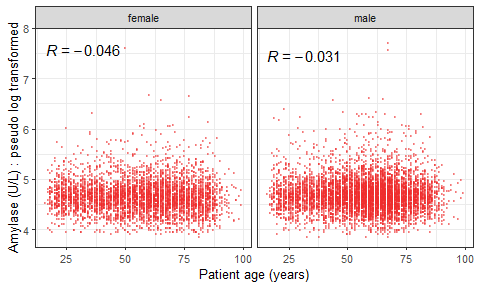 female
male
R = −0.046
R = −0.031
Amylase (U/L) : pseudo log transformed
8
7
6
5
4
25 50 75 100
25 50 75 100
Patient age (years)